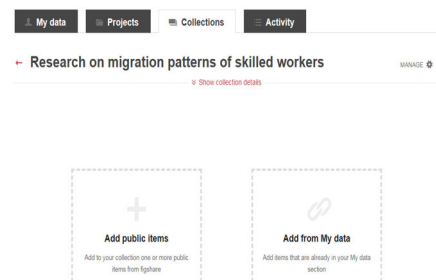 My data
Projects
Collections
Activity
← Research on migration patterns of skilled workers
MANAGE
Show collection details
Add public items
Add to your collection one or more public
items from figshare
Add from My data
Add items that are already in your My data
section